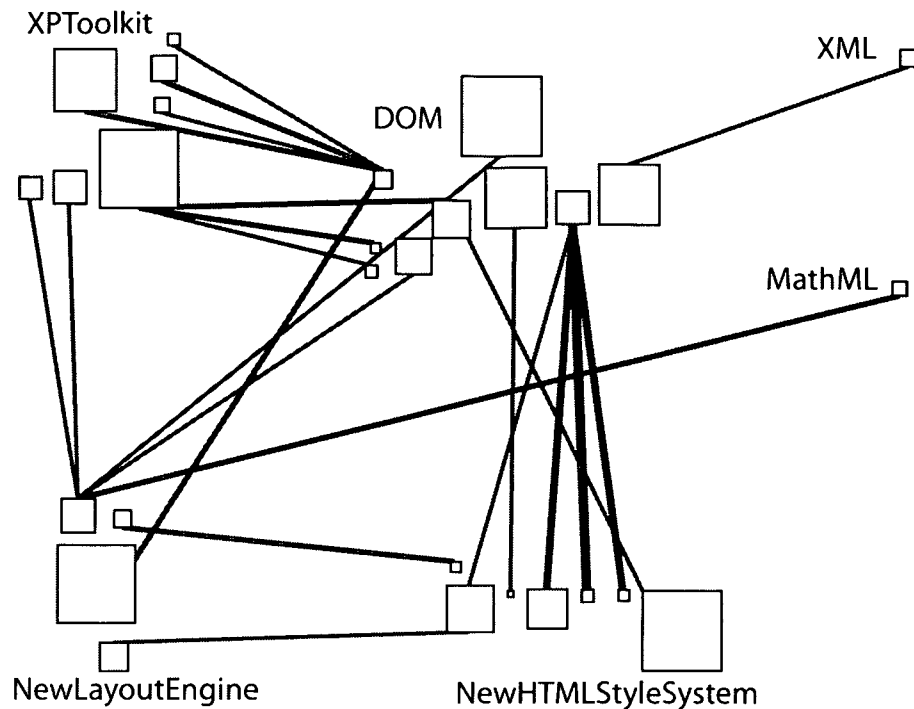 XPToolkit
XML
DOM
MathML
NewLayoutEngine
NewHTMLStyleSystem